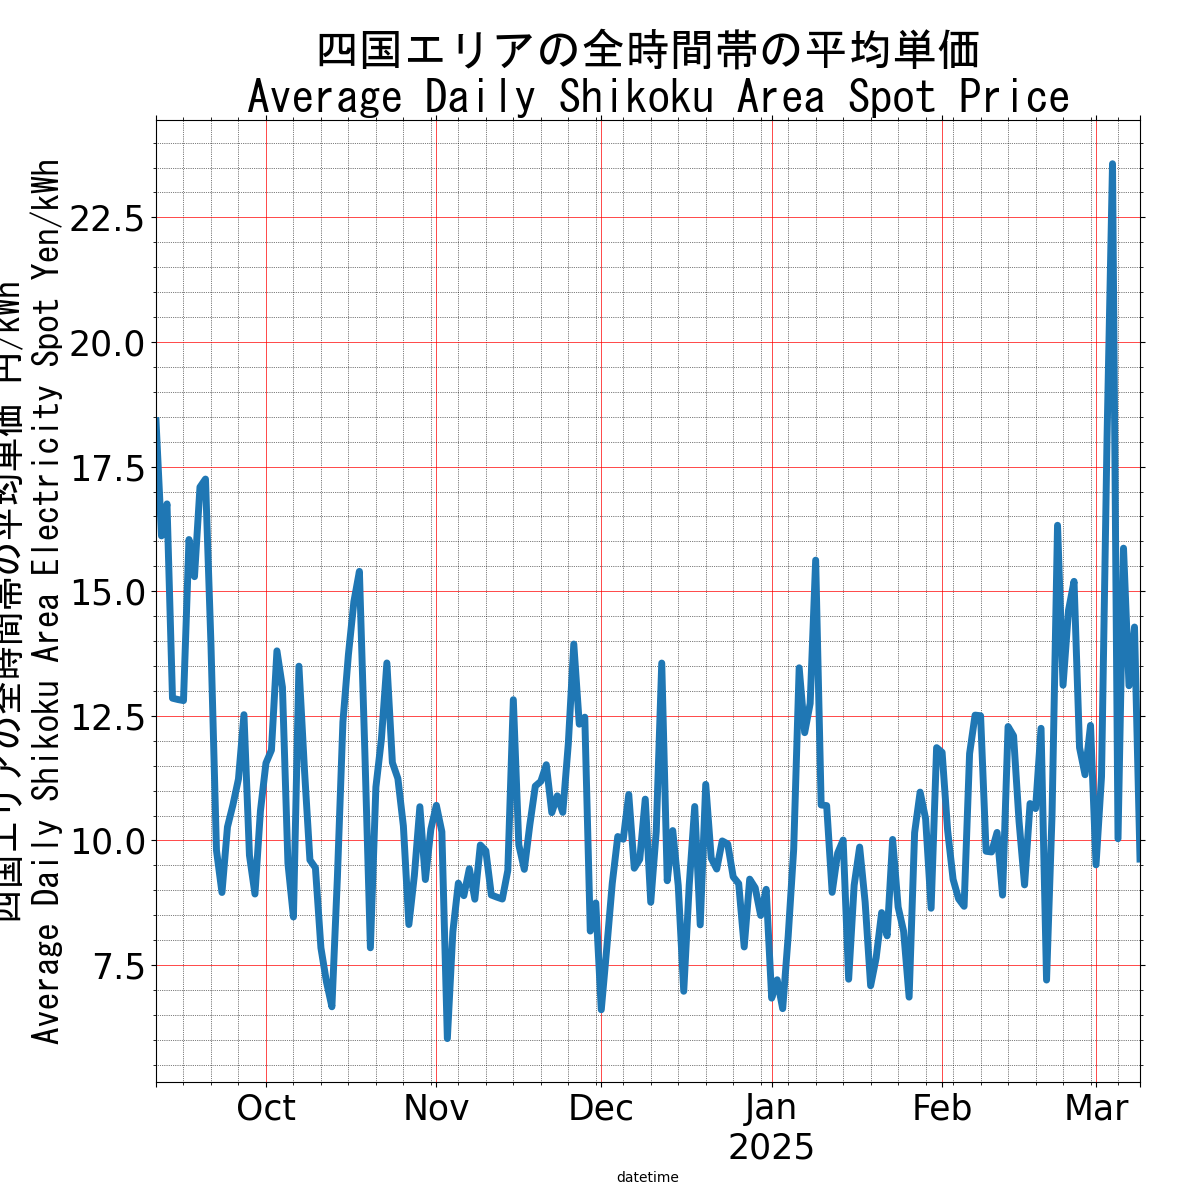 四国エリアの全時間帯の平均単価
Average Daily Shikoku Area Spot Price
四国エリアの全時間帯の平均単価 円/kWh
Average Daily Shikoku Area Electricity Spot Yen/kWh
22.5
20.0
17.5
15.0
12.5
10.0
7.5
Oct
Nov
Dec
Jan
2025
Feb
Mar
datetime